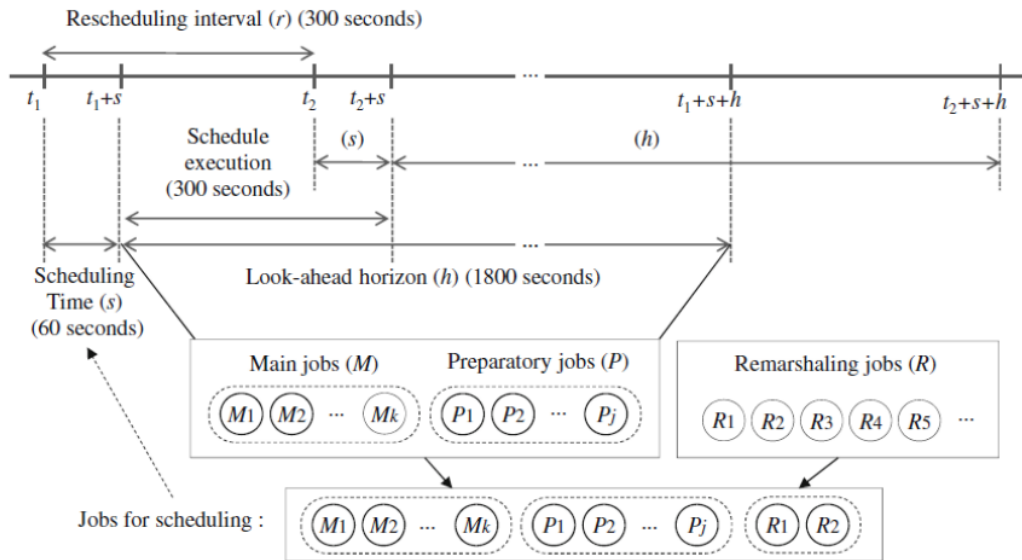 Rescheduling interval (r) (300 seconds)
t1 t1+s t2 t2+s ... t1+s+h t2+s+h
Schedule
execution
(300 seconds)
(s)
(h)
...
...
Scheduling
Time (s)
(60 seconds)
Look-ahead horizon (h) (1800 seconds)
Main jobs (M)
Preparatory jobs (P)
M1 M2 ... Mk
P1 P2 ... Pj
Remarshaling jobs (R)
R1 R2 R3 R4 R5 ...
Jobs for scheduling :
M1 M2 ... Mk P1 P2 ... Pj R1 R2